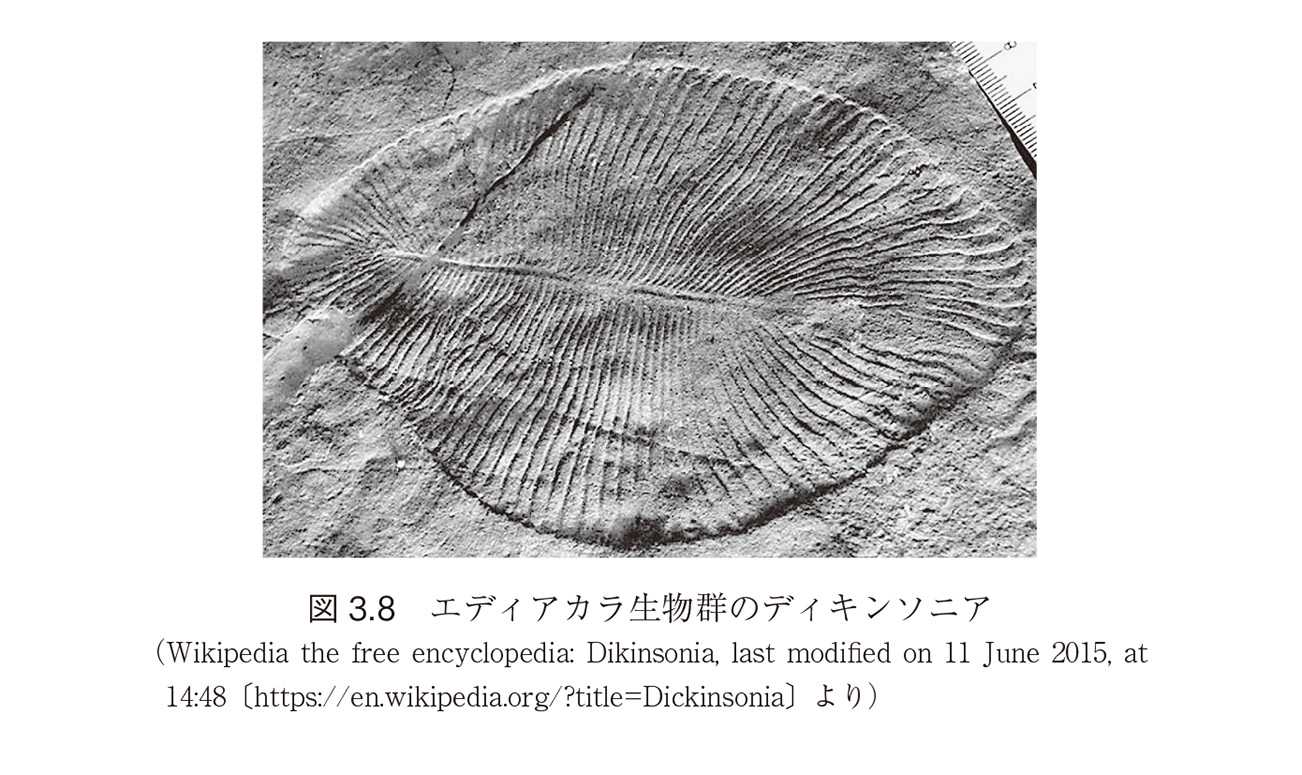 図 3.8　エディアカラ生物群のディキンソニア
（Wikipedia the free encyclopedia: Dikinsonia, last modified on 11 June 2015, at
14:48〔https://en.wikipedia.org/?title=Dickinsonia〕より）